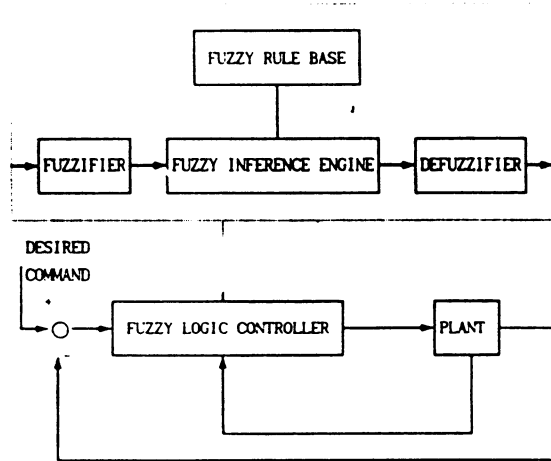 FUZZY RULE BASE
FUZZIFIER
FUZZY INFERENCE ENGINE
DEFUZZIFIER
DESIRED
COMMAND
+
-
FUZZY LOGIC CONTROLLER
PLANT